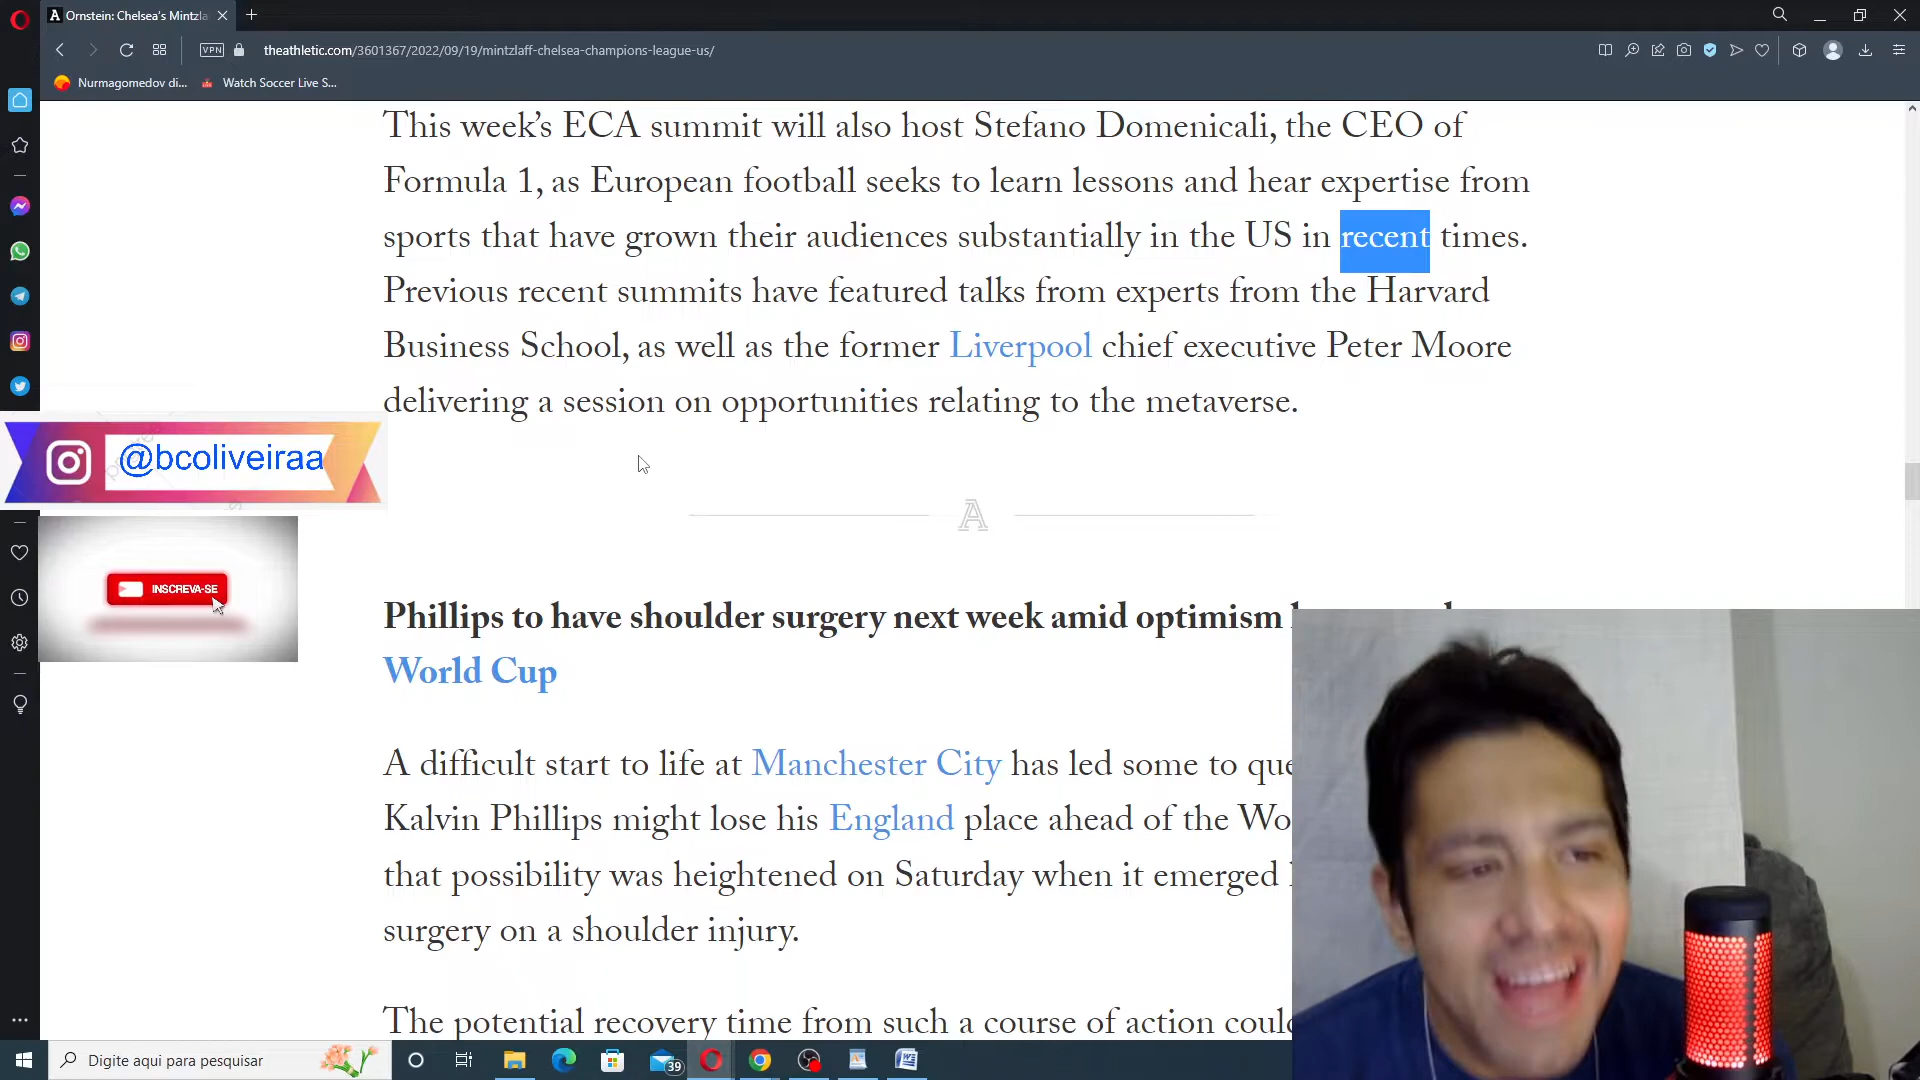 Ornstein: Chelsea's Mintzla
VPN
theathletic.com/3601367/2022/09/19/mintzlaff-chelsea-champions-league-us/
Nurmagomedov di...
Watch Soccer Live S...
This week's ECA summit will also host Stefano Domenicali, the CEO of
Formula 1, as European football seeks to learn lessons and hear expertise from
sports that have grown their audiences substantially in the US in recent times.
Previous recent summits have featured talks from experts from the Harvard
Business School, as well as the former Liverpool chief executive Peter Moore
delivering a session on opportunities relating to the metaverse.
@bcoliveiraa
A
INSCREVA-SE
Phillips to have shoulder surgery next week amid optimism
World Cup
A difficult start to life at Manchester City has led some to
Kalvin Phillips might lose his England place ahead of the
that possibility was heightened on Saturday when it emerged
surgery on a shoulder injury.
The potential recovery time from such a course of action
Digite aqui para pesquisar
39